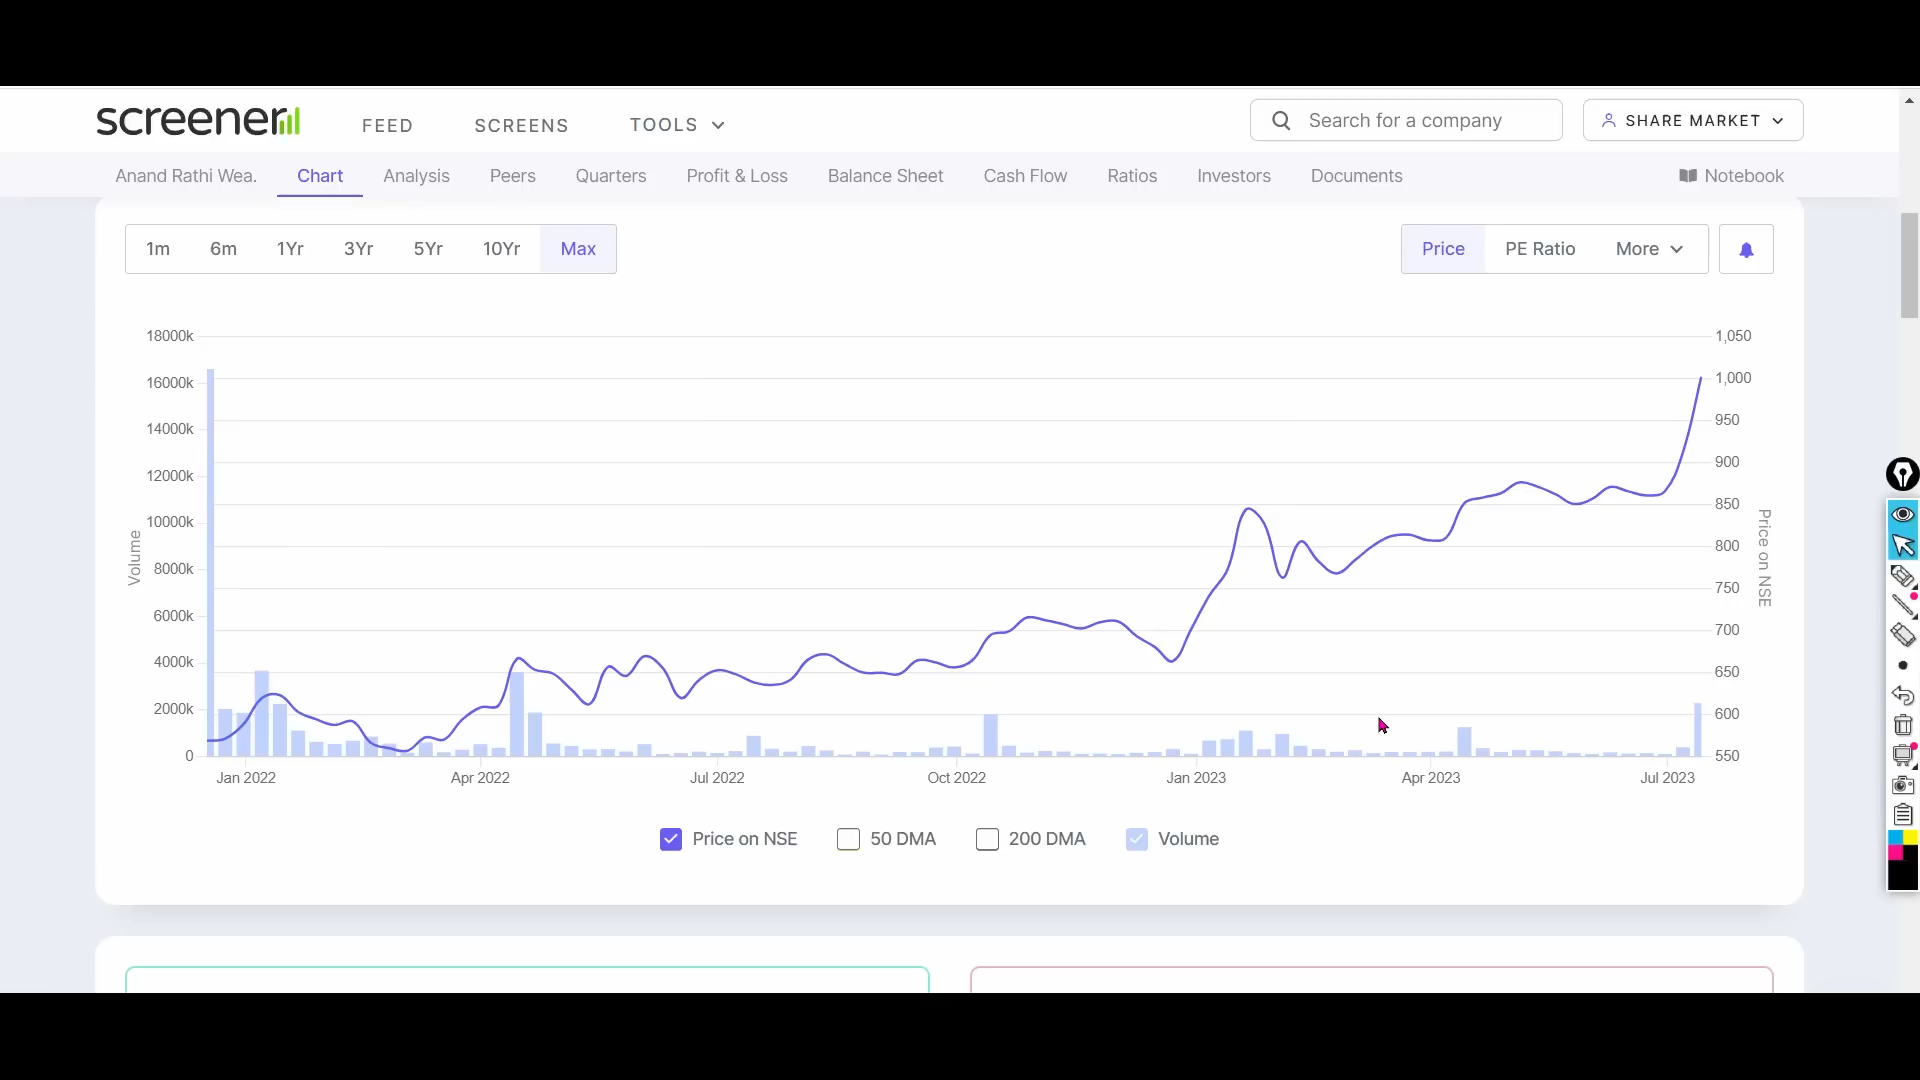 screener FEED SCREENS TOOLS Search for a company SHARE MARKET
Anand Rathi Wea. Chart Analysis Peers Quarters Profit & Loss Balance Sheet Cash Flow Ratios Investors Documents Notebook
1m 6m 1Yr 3Yr 5Yr 10Yr Max Price PE Ratio More
18000k 1,050
16000k 1,000
14000k 950
12000k 900
10000k 850
8000k 800
6000k 750
4000k 700
2000k 650
0 600
550
Volume
Price on NSE
Jan 2022 Apr 2022 Jul 2022 Oct 2022 Jan 2023 Apr 2023 Jul 2023
Price on NSE 50 DMA 200 DMA Volume